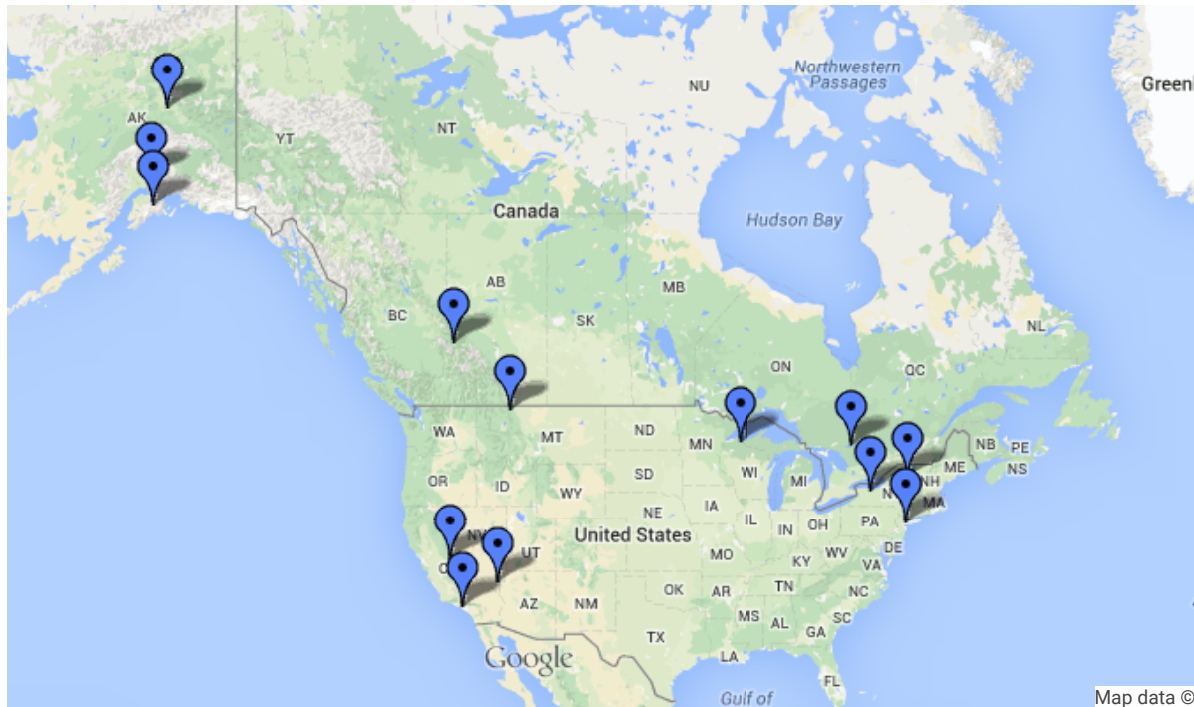 Northwestern
Passages
NU
Greenl
AK
YT
NT
Canada
Hudson Bay
AB
MB
BC
SK
NL
ON
QC
WA
MT
ND
MN
NB
PE
ME
NS
OR
ID
SD
WI
MI
NH
WY
N
MA
NE
IA
IL
IN
OH
PA
NV
UT
United States
DE
MO
KY
WV
VA
C
AZ
NM
OK
AR
TN
NC
MS
AL
SC
GA
TX
Google
LA
FL
Gulf of
Map data ©